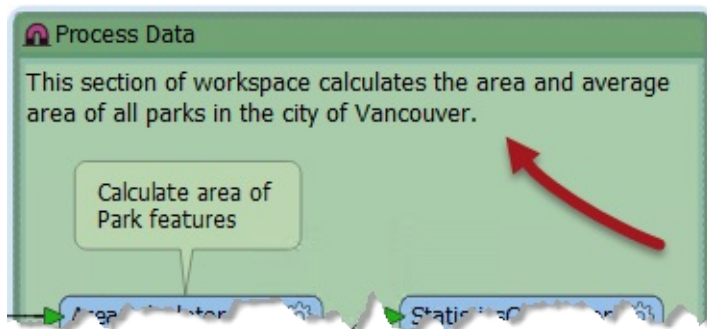 Process Data
This section of workspace calculates the area and average
area of all parks in the city of Vancouver.
Calculate area of
Park features